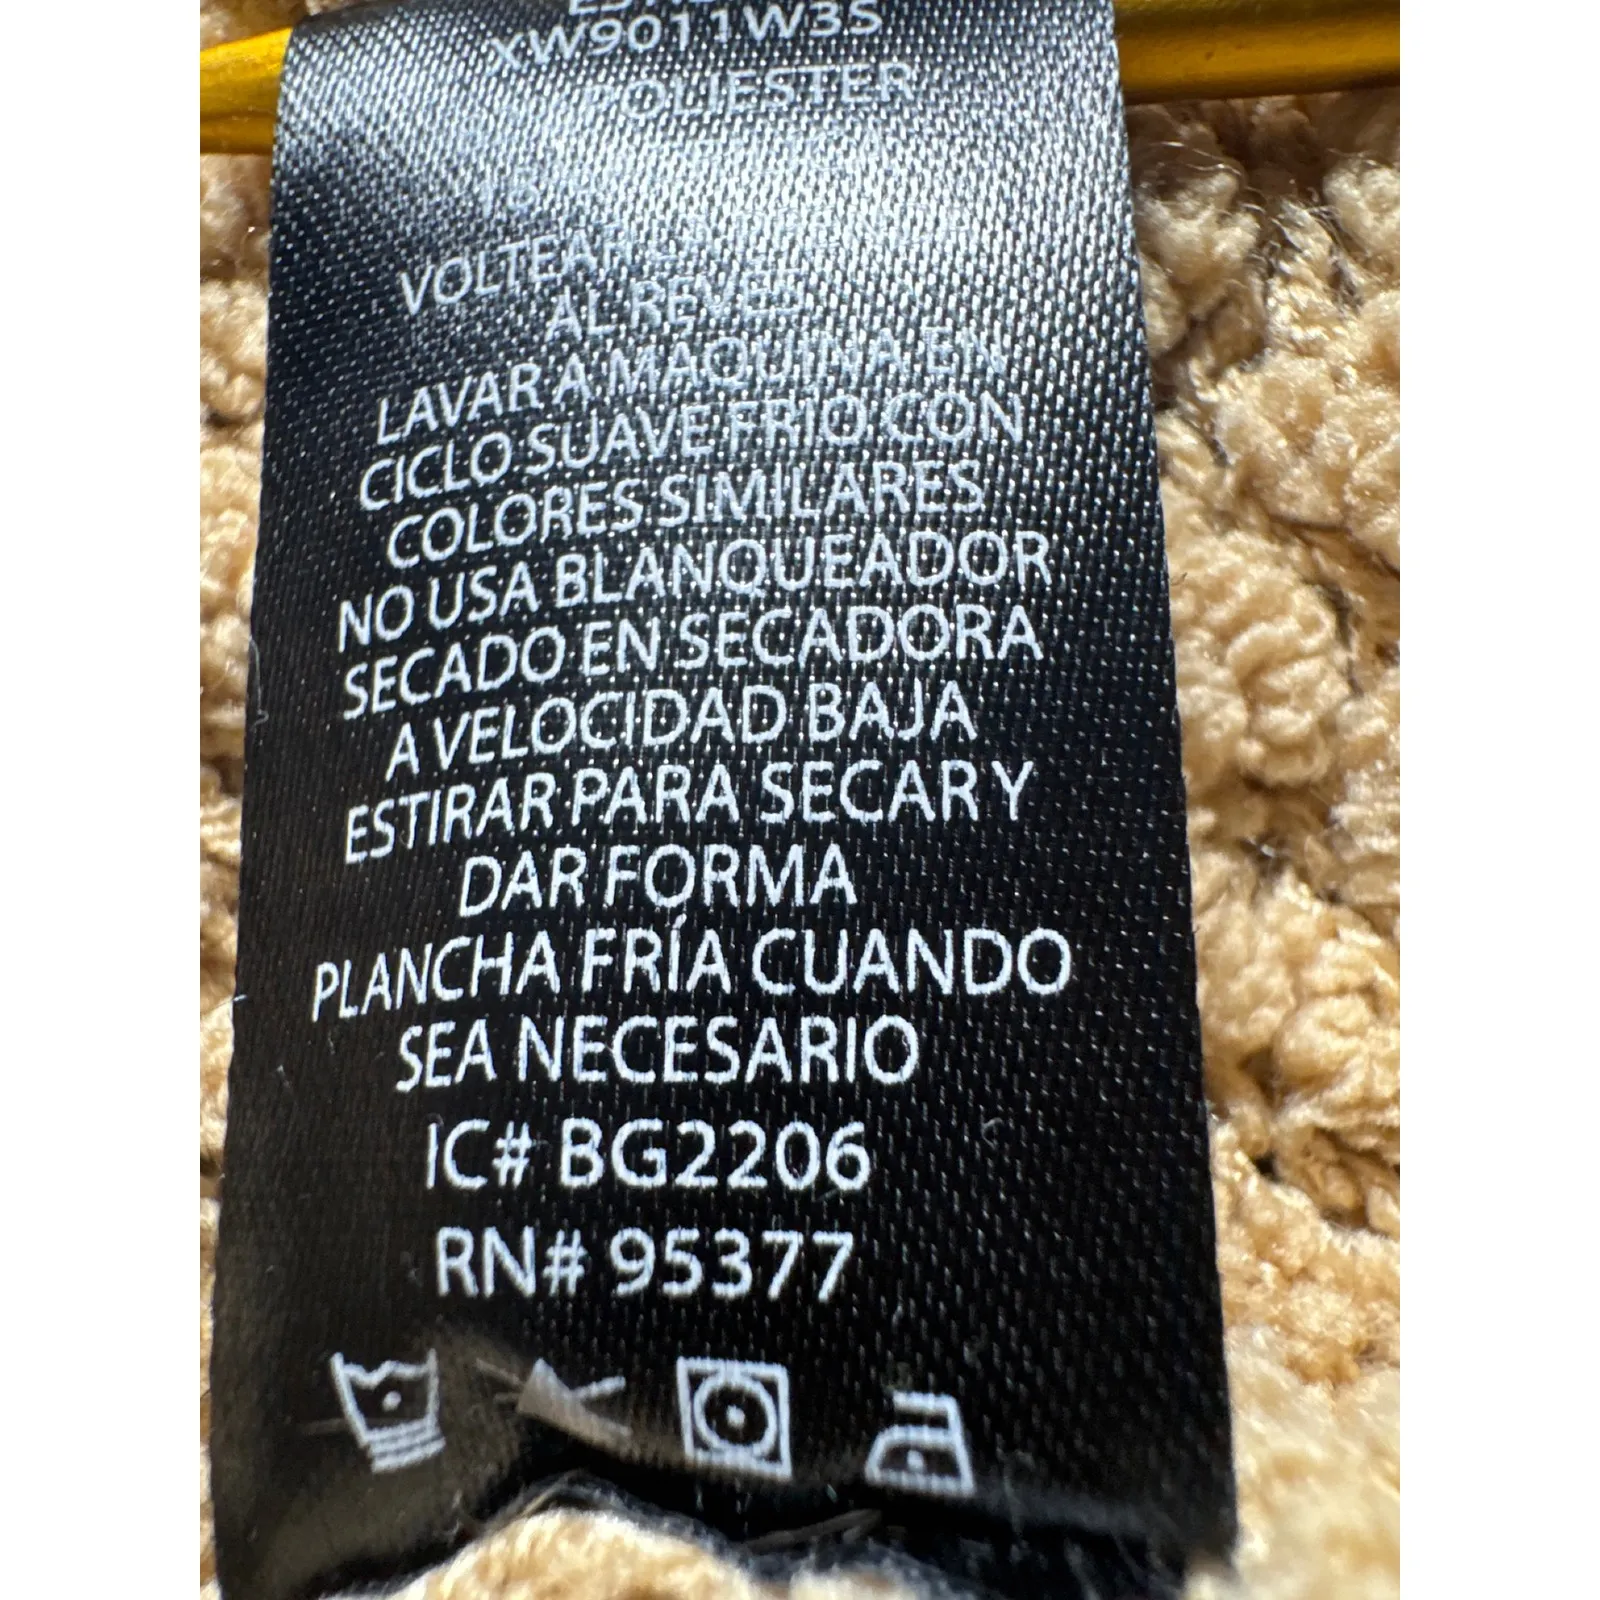 XW9011W3S
POLIESTER
AL REVES
LAVAR A MAQUINA EN
CICLO SUAVE FRIO CON
COLORES SIMILARES
NO USA BLANQUEADOR
SECADO EN SECADORA
A VELOCIDAD BAJA
ESTIRAR PARA SECAR Y
DAR FORMA
PLANCHA FRÍA CUANDO
SEA NECESARIO
IC# BG2206
RN# 95377